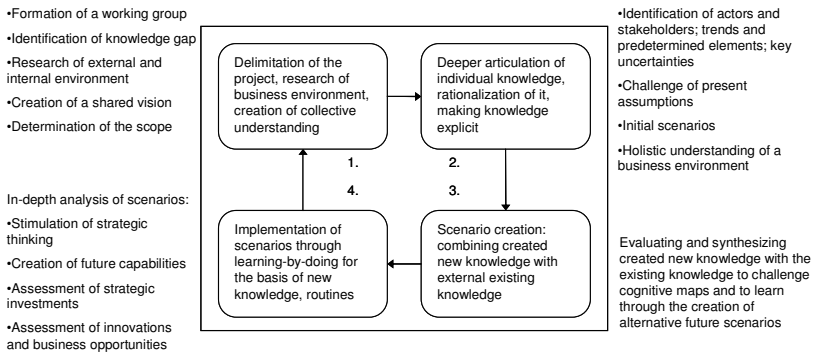 •Formation of a working group
•Identification of knowledge gap
•Research of external and
internal environment
•Creation of a shared vision
•Determination of the scope
Delimitation of the
project, research of
business environment,
creation of collective
understanding
1.
Deeper articulation of
individual knowledge,
rationalization of it,
making knowledge
explicit
2.
•Identification of actors and
stakeholders; trends and
predetermined elements; key
uncertainties
•Challenge of present
assumptions
•Initial scenarios
•Holistic understanding of a
business environment
In-depth analysis of scenarios:
•Stimulation of strategic
thinking
•Creation of future capabilities
•Assessment of strategic
investments
•Assessment of innovations
and business opportunities
4.
Implementation of
scenarios through
learning-by-doing for
the basis of new
knowledge, routines
3.
Scenario creation:
combining created
new knowledge with
external existing
knowledge
Evaluating and synthesizing
created new knowledge with the
existing knowledge to challenge
cognitive maps and to learn
through the creation of
alternative future scenarios